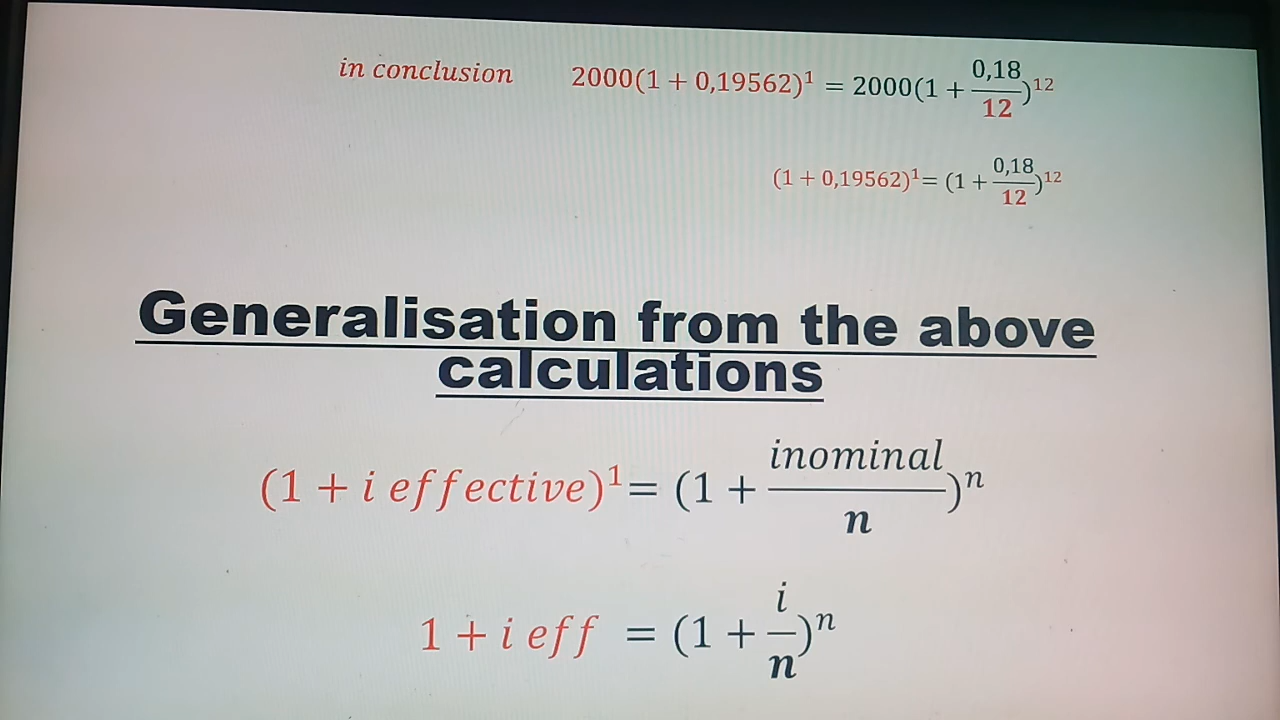 in conclusion 2000(1 + 0,19562)¹ = 2000(1 + 0,18/12)¹²
(1 + 0,19562)¹= (1 + 0,18/12)¹²
Generalisation from the above
calculations
(1 + i effective)¹= (1 + inominal/n)ⁿ
1 + i eff = (1 + i/n)ⁿ